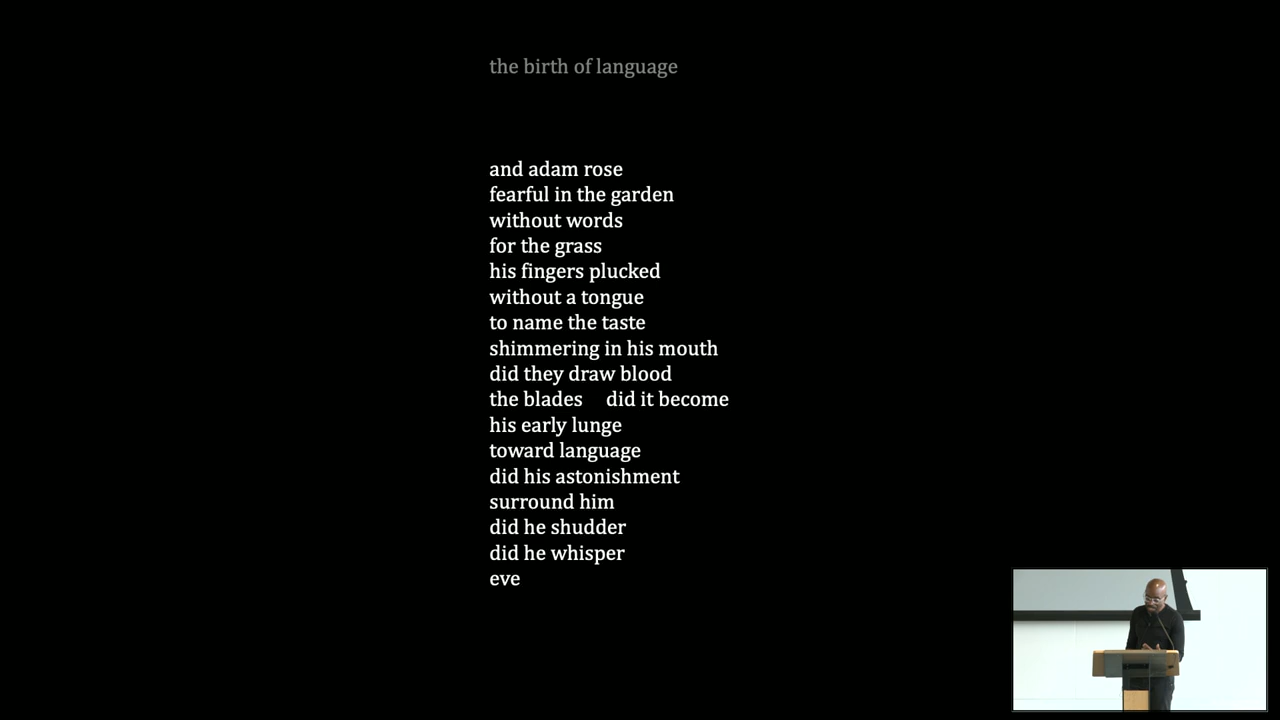 the birth of language
and adam rose
fearful in the garden
without words
for the grass
his fingers plucked
without a tongue
to name the taste
shimmering in his mouth
did they draw blood
the blades     did it become
his early lunge
toward language
did his astonishment
surround him
did he shudder
did he whisper
eve